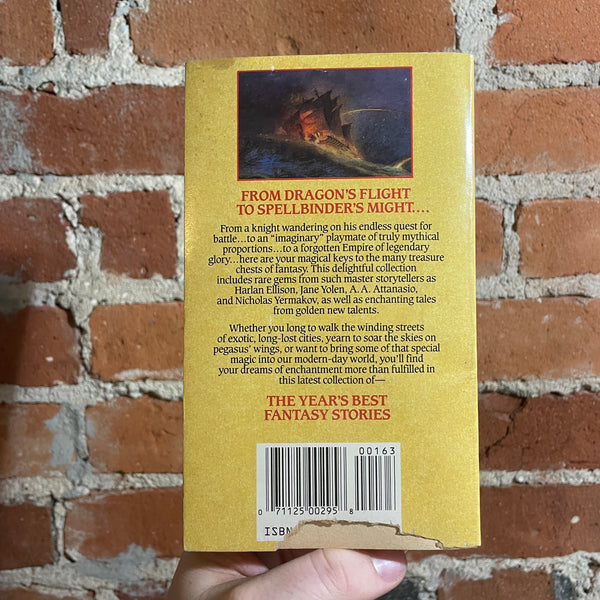 FROM DRAGON'S FLIGHT
TO SPELLBINDER'S MIGHT....
From a knight wandering on his endless quest for
battle...to an "imaginary" playmate of truly mythical
proportions...to a forgotten Empire of legendary
glory...here are your magical keys to the many treasure
chests of fantasy. This delightful collection
includes rare gems from such master storytellers as
Harlan Ellison, Jane Yolen, A. A. Attanasio,
and Nicholas Yermakov, as well as enchanting tales
from golden new talents.
Whether you long to walk the winding streets
of exotic, long-lost cities, yearn to soar the skies on
pegasus' wings, or want to bring some of that special
magic into our modern-day world, you'll find
your dreams of enchantment more than fulfilled in
this latest collection of—
THE YEAR'S BEST
FANTASY STORIES
00163
0 71125 00295 8
ISBN